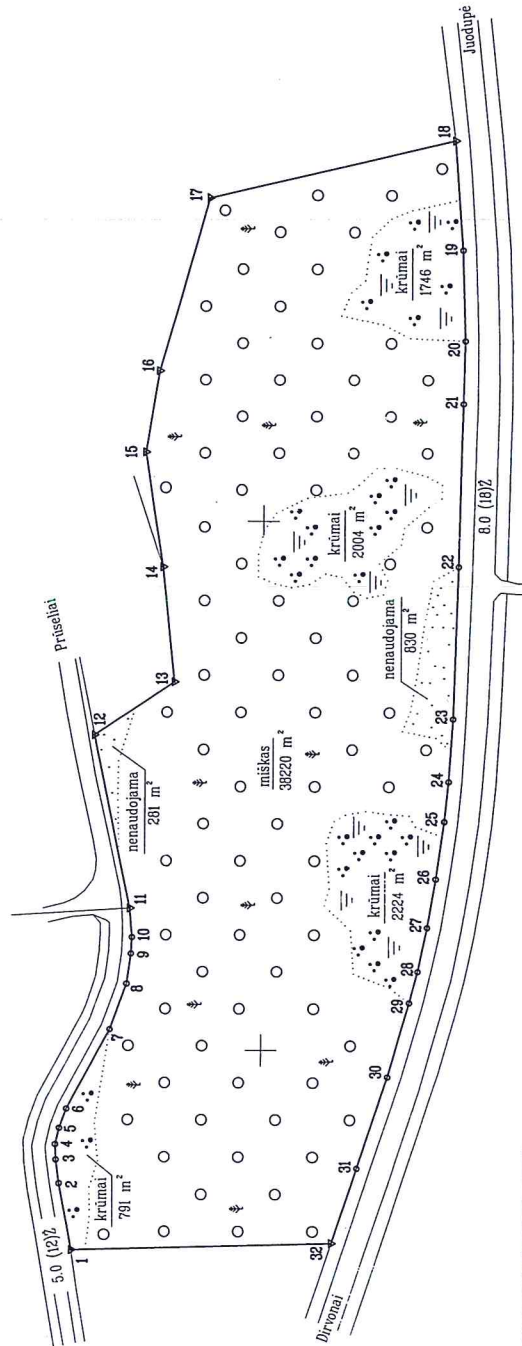 Prūseliai
5.0 (12)Ž
1
2
3
4
5
6
7
8
9
10
11
12
13
14
15
16
17
18
krūmai
791 m²
nenaudojama
281 m²
miškas
38220 m²
krūmai
2004 m²
krūmai
1746 m²
nenaudojama
830 m²
krūmai
2224 m²
19
20
21
22
23
24
25
26
27
28
29
30
31
32
8.0 (18)Ž
Dirvonai
Juodupė